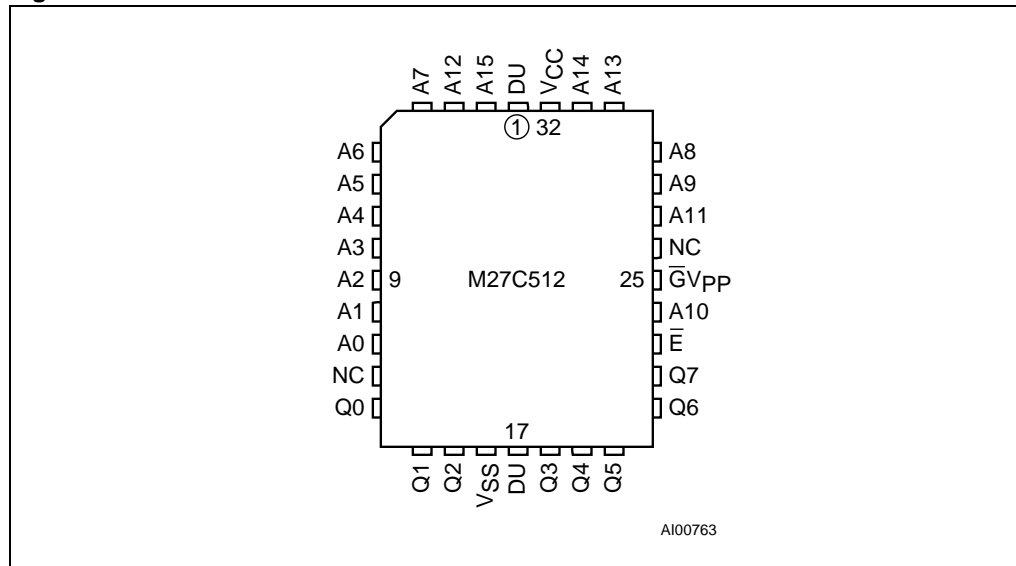 A7 A12 A15 DU VCC A14 A13
1 32
A6 A8
A5 A9
A4 A11
A3 NC
A2 9 M27C512 25 G̅VPP
A1 A10
A0 E̅
NC Q7
Q0 Q6
17
Q1 Q2 VSS DU Q3 Q4 Q5
AI00763